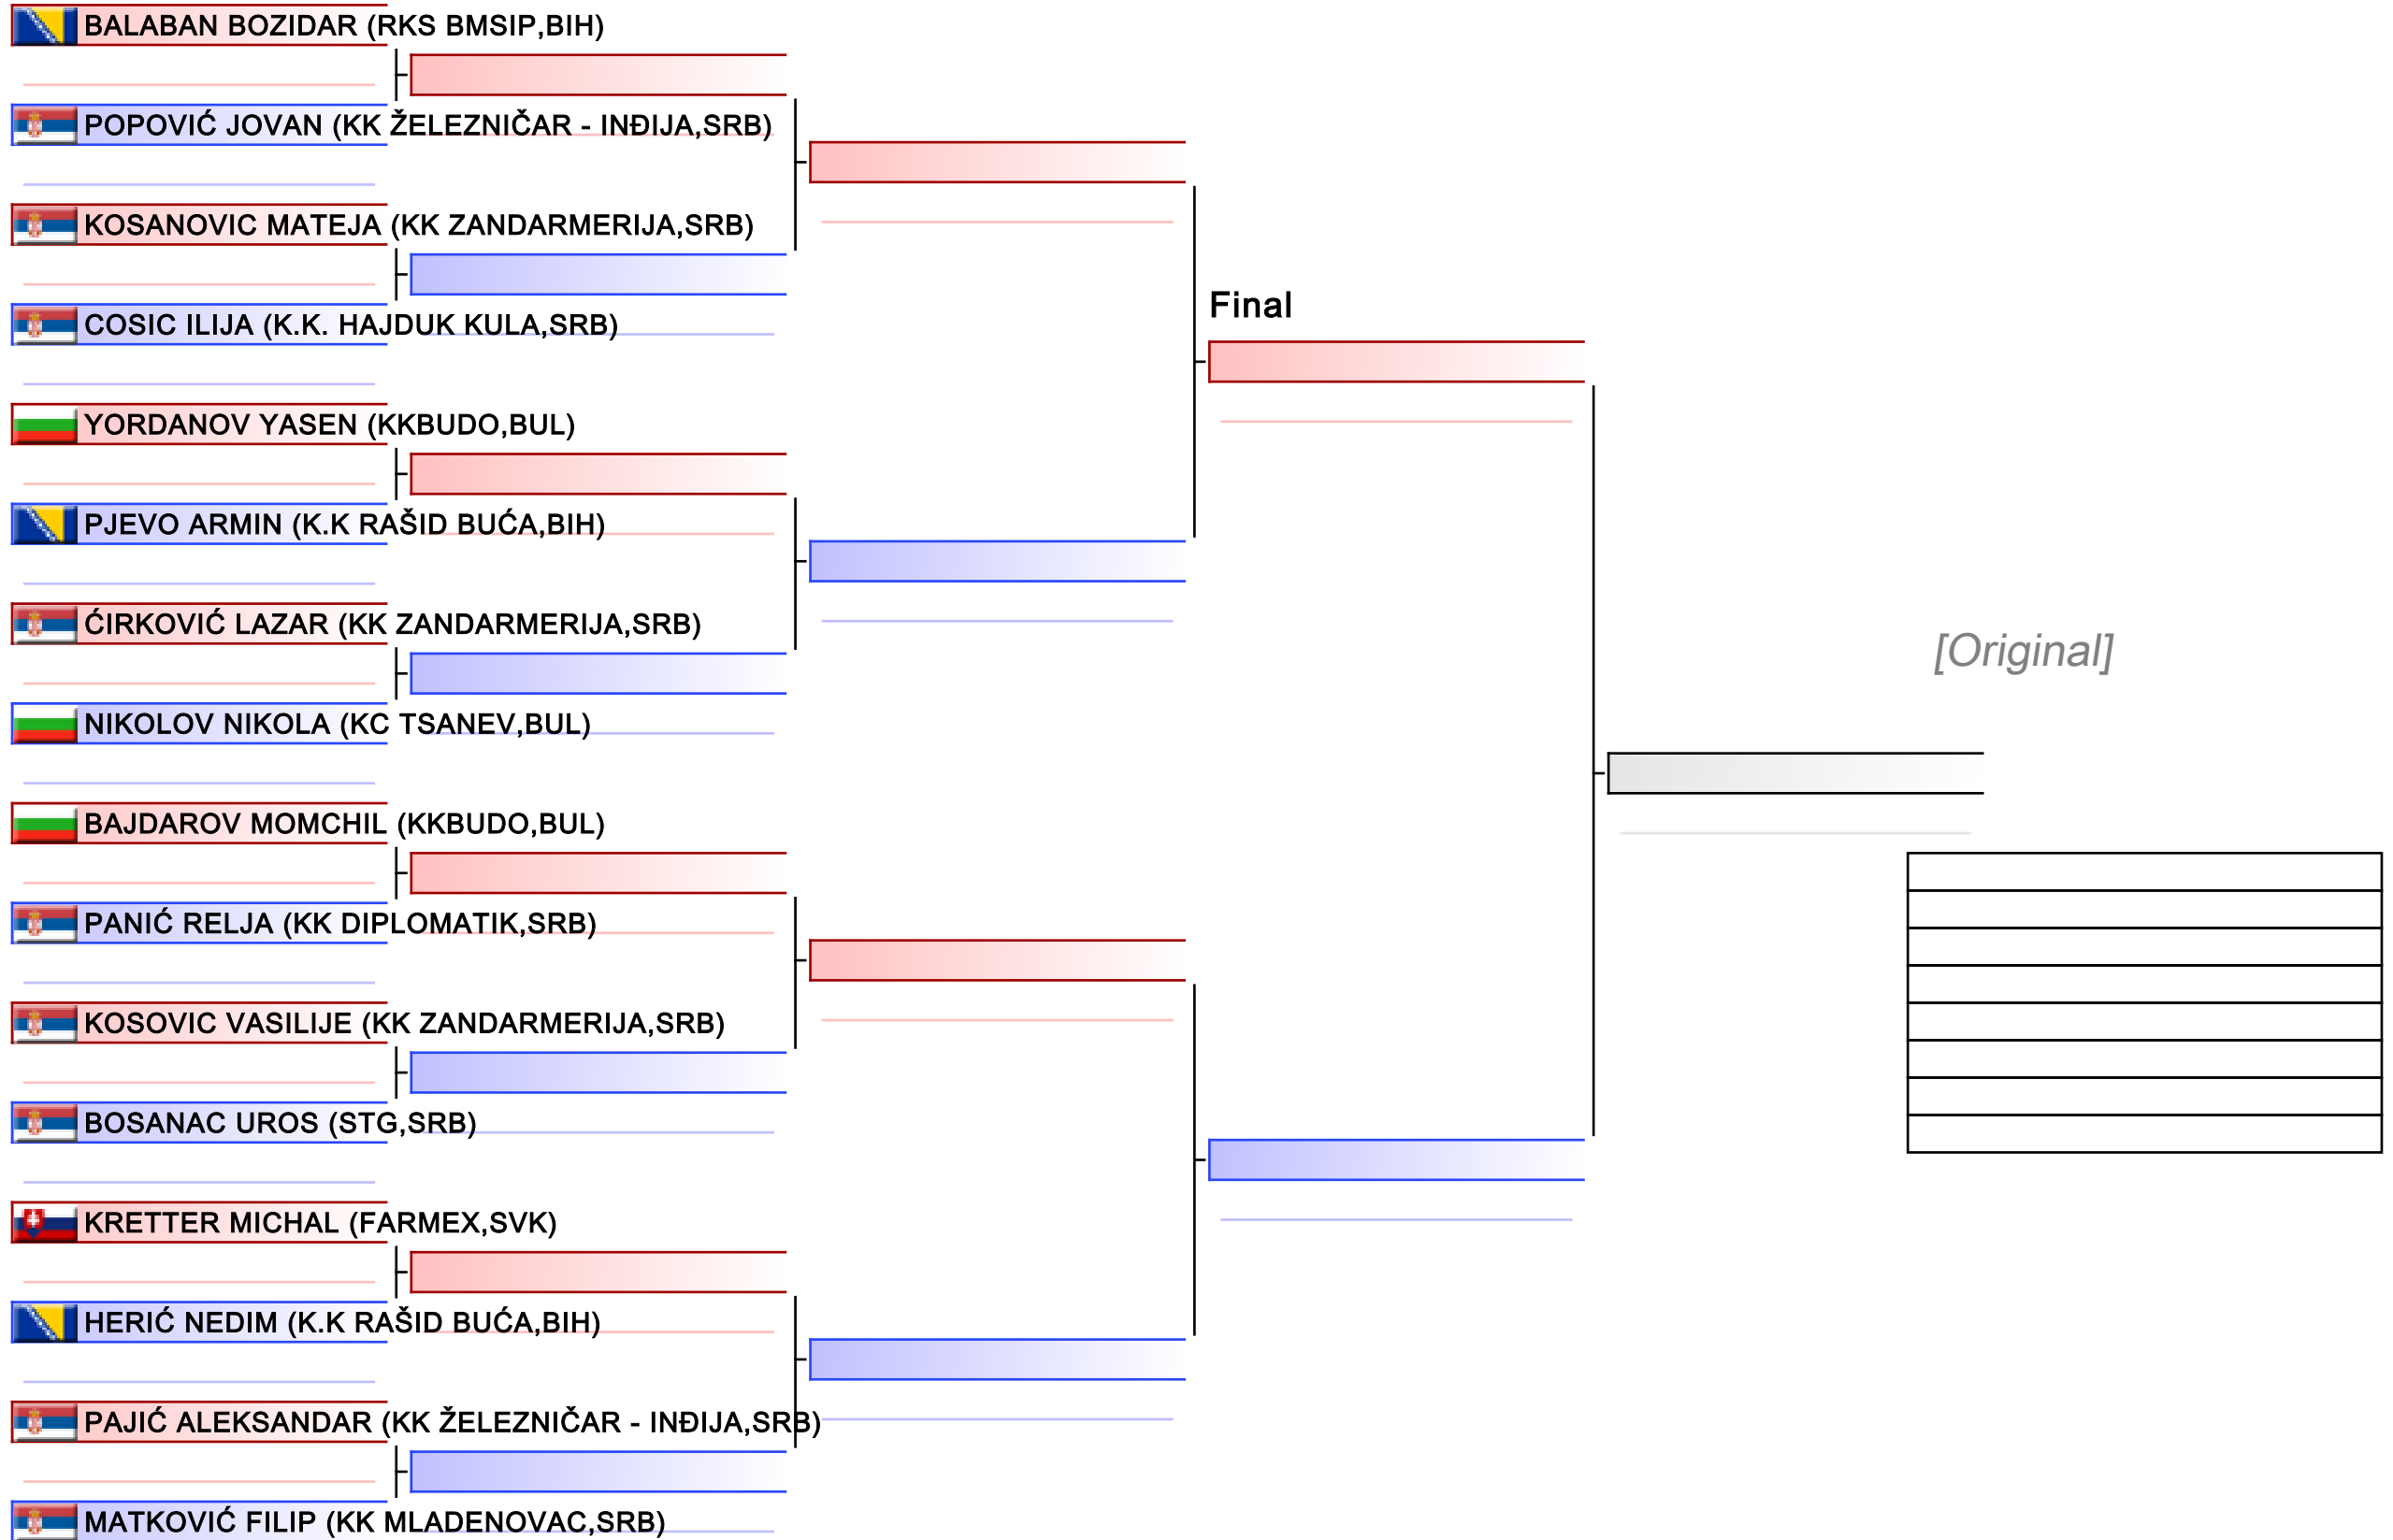 BALABAN BOZIDAR (RKS BMSIP,BIH)
POPOVIĆ JOVAN (KK ŽELEZNIČAR - INĐIJA,SRB)
KOSANOVIC MATEJA (KK ZANDARMERIJA,SRB)
COSIC ILIJA (K.K. HAJDUK KULA,SRB)
Final
YORDANOV YASEN (KKBUDO,BUL)
PJEVO ARMIN (K.K RAŠID BUĆA,BIH)
ĆIRKOVIĆ LAZAR (KK ZANDARMERIJA,SRB)
[Original]
NIKOLOV NIKOLA (KC TSANEV,BUL)
BAJDAROV MOMCHIL (KKBUDO,BUL)
PANIĆ RELJA (KK DIPLOMATIK,SRB)
KOSOVIC VASILIJE (KK ZANDARMERIJA,SRB)
BOSANAC UROS (STG,SRB)
KRETTER MICHAL (FARMEX,SVK)
HERIĆ NEDIM (K.K RAŠID BUĆA,BIH)
PAJIĆ ALEKSANDAR (KK ŽELEZNIČAR - INĐIJA,SRB)
MATKOVIĆ FILIP (KK MLADENOVAC,SRB)